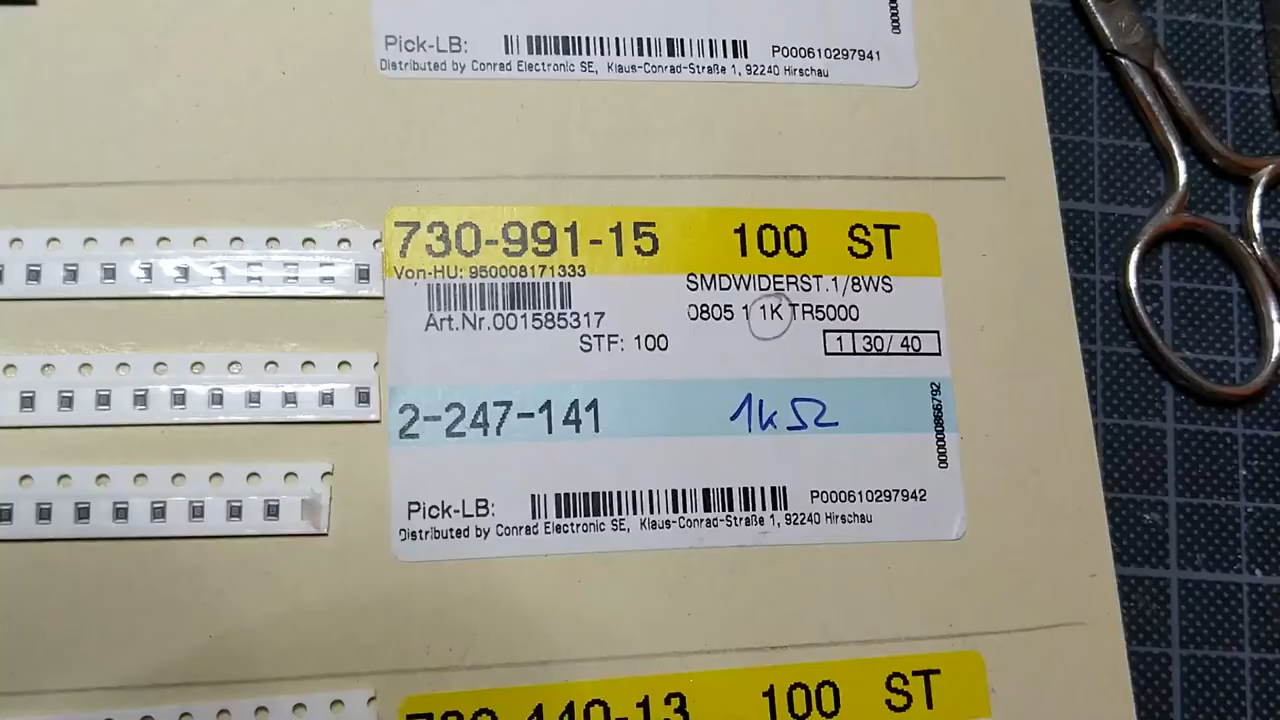 Pick-LB: P000610297941
Distributed by Conrad Electronic SE, Klaus-Conrad-Straße 1, 92240 Hirschau
730-991-15 100 ST
Von-HU: 950008171333
SMDWIDERST.1/8WS
0805 1 1K TR5000
Art.Nr.001585317
STF: 100
1 30/ 40
2-247-141
1kΩ
000000866792
Pick-LB: P000610297942
Distributed by Conrad Electronic SE, Klaus-Conrad-Straße 1, 92240 Hirschau
100 ST